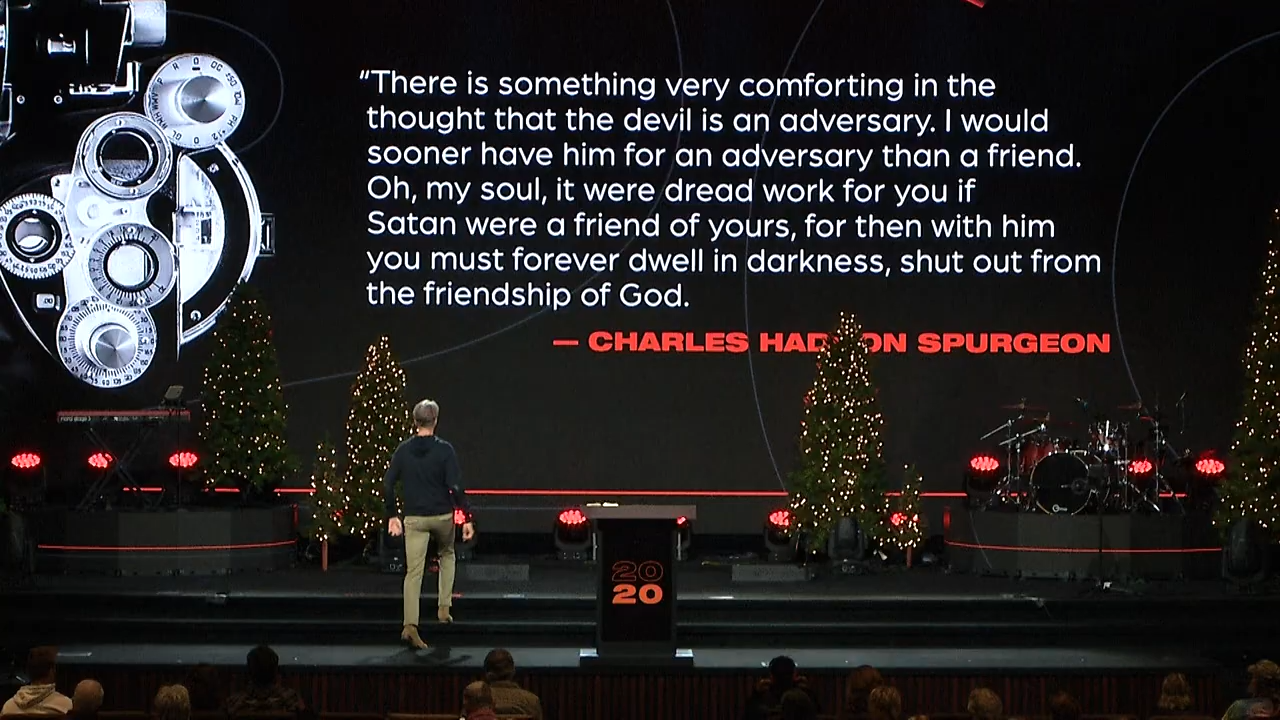 “There is something very comforting in the
thought that the devil is an adversary. I would
sooner have him for an adversary than a friend.
Oh, my soul, it were dread work for you if
Satan were a friend of yours, for then with him
you must forever dwell in darkness, shut out from
the friendship of God.
— CHARLES HADDON SPURGEON
20
20